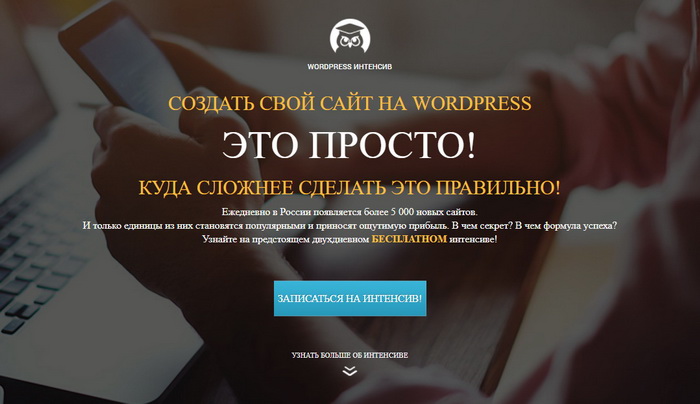 WORDPRESS ИНТЕНСИВ
СОЗДАТЬ СВОЙ САЙТ НА WORDPRESS
ЭТО ПРОСТО!
КУДА СЛОЖНЕЕ СДЕЛАТЬ ЭТО ПРАВИЛЬНО!
Ежедневно в России появляется более 5 000 новых сайтов.
И только единицы из них становятся популярными и приносят ощутимую прибыль. В чем секрет? В чем формула успеха?
Узнайте на предстоящем двухдневном БЕСПЛАТНОМ интенсиве!
ЗАПИСАТЬСЯ НА ИНТЕНСИВ!
УЗНАТЬ БОЛЬШЕ ОБ ИНТЕНСИВЕ